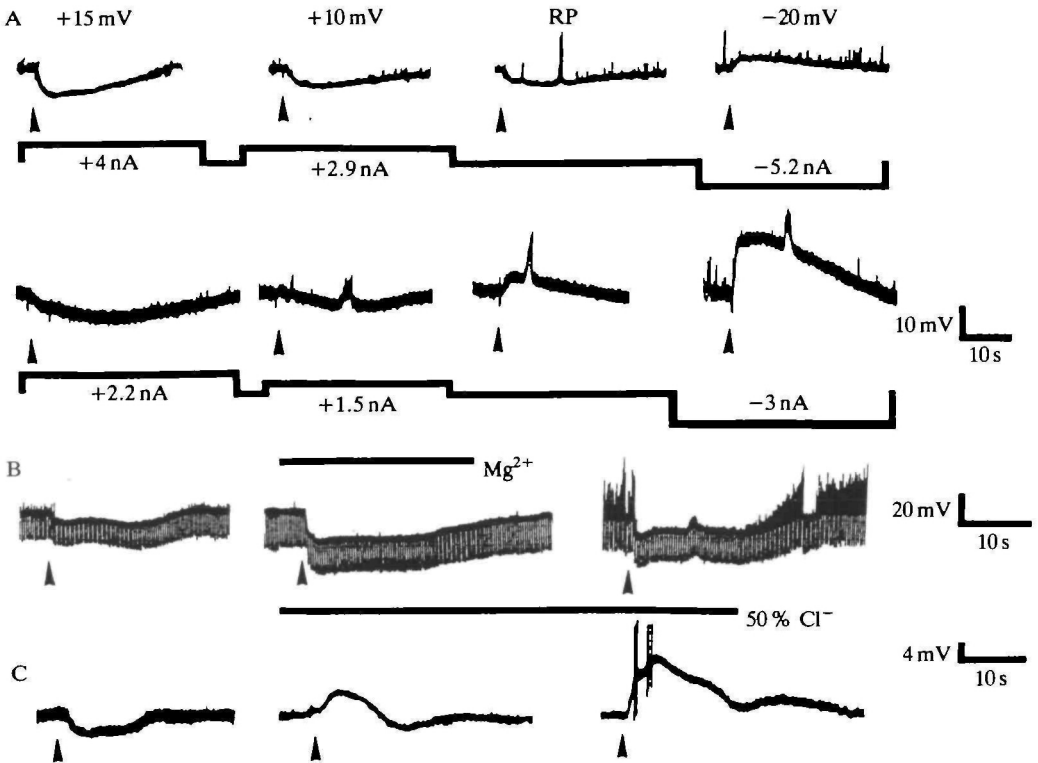 A
+15 mV
+10 mV
RP
−20 mV
+4 nA
+2.9 nA
−5.2 nA
10 mV
10 s
+2.2 nA
+1.5 nA
−3 nA
B
Mg²⁺
20 mV
10 s
50 % Cl⁻
4 mV
10 s
C